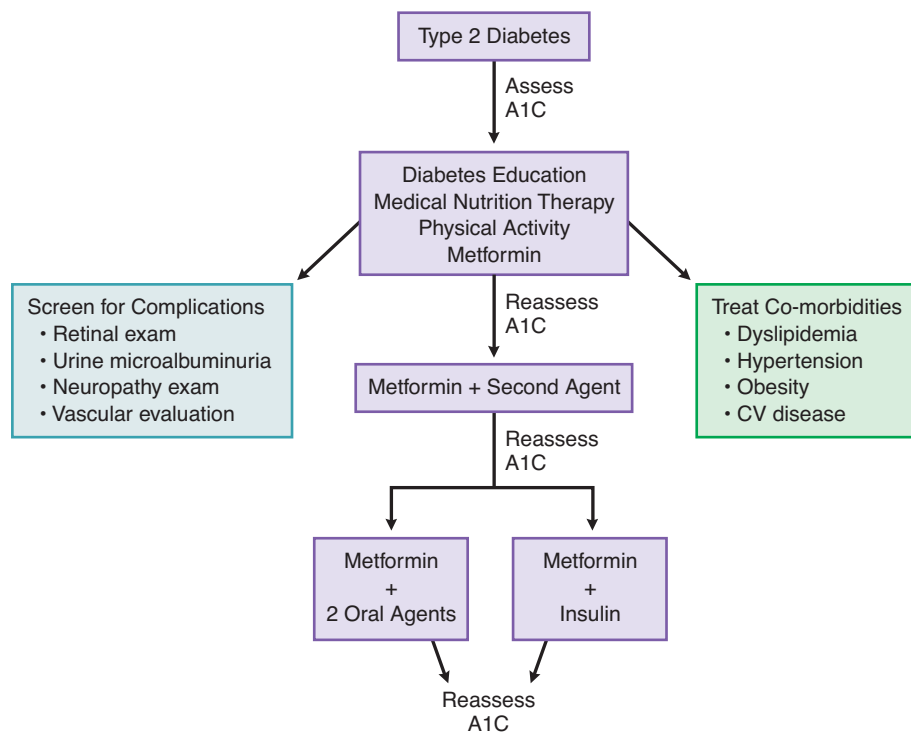 Type 2 Diabetes
Assess
A1C
Diabetes Education
Medical Nutrition Therapy
Physical Activity
Metformin
Screen for Complications
• Retinal exam
• Urine microalbuminuria
• Neuropathy exam
• Vascular evaluation
Reassess
A1C
Treat Co-morbidities
• Dyslipidemia
• Hypertension
• Obesity
• CV disease
Metformin + Second Agent
Reassess
A1C
Metformin
+
2 Oral Agents
Metformin
+
Insulin
Reassess
A1C